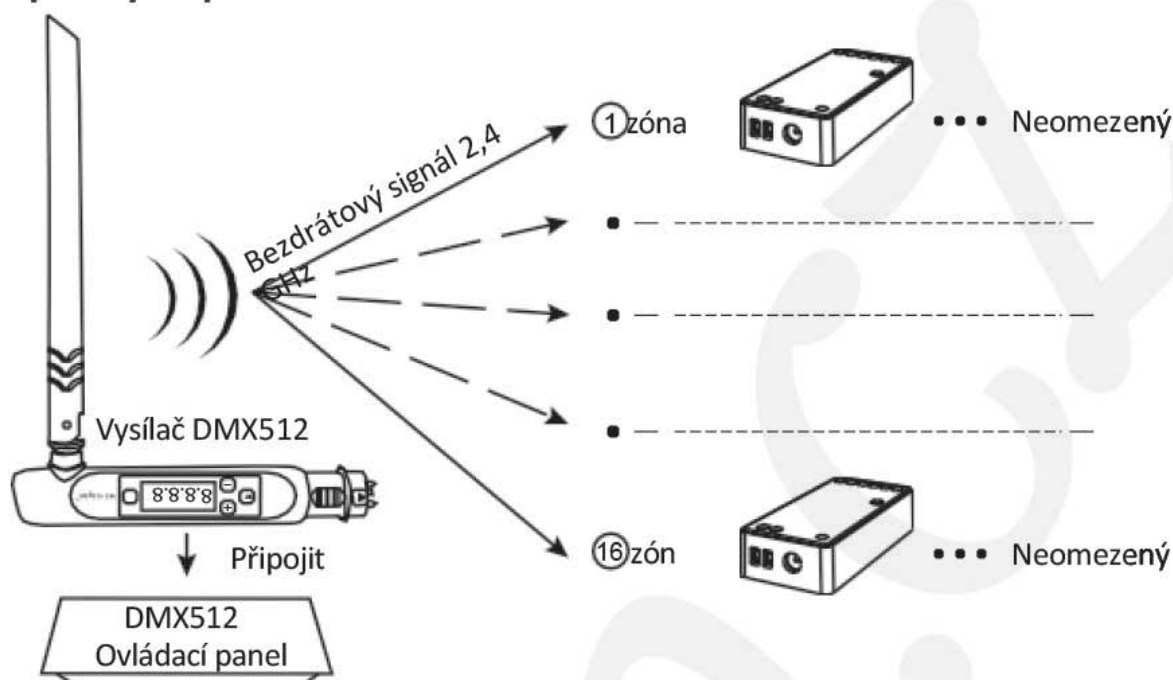 1 zóna
Neomezený
Bezdrátový signál 2,4
GHz
Vysílač DMX512
8.8.8.8
Připojit
16 zón
Neomezený
DMX512
Ovládací panel